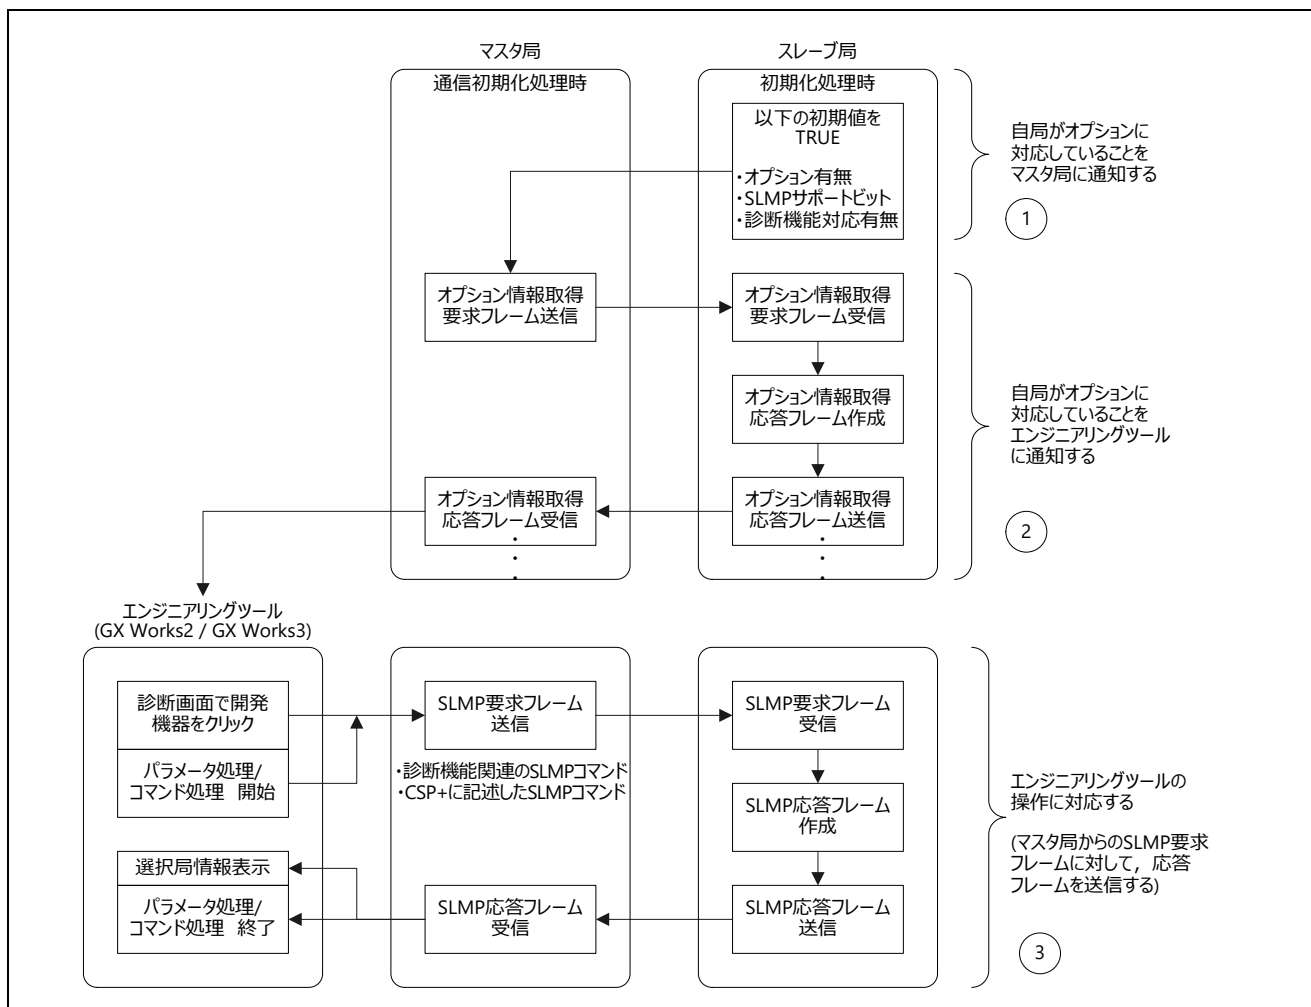 マスタ局
スレーブ局
通信初期化処理時
初期化処理時
以下の初期値を
TRUE
・オプション有無
・SLMPサポートビット
・診断機能対応有無
自局がオプションに
対応していることを
マスタ局に通知する
1
オプション情報取得
要求フレーム送信
オプション情報取得
要求フレーム受信
オプション情報取得
応答フレーム作成
オプション情報取得
応答フレーム受信
・
・
・
オプション情報取得
応答フレーム送信
・
・
・
自局がオプションに
対応していることを
エンジニアリングツール
に通知する
2
エンジニアリングツール
(GX Works2 / GX Works3)
診断画面で開発
機器をクリック
パラメータ処理/
コマンド処理 開始
SLMP要求フレーム
送信
・診断機能関連のSLMPコマンド
・CSP+に記述したSLMPコマンド
SLMP要求フレーム
受信
SLMP応答フレーム
作成
選択局情報表示
パラメータ処理/
コマンド処理 終了
SLMP応答フレーム
受信
SLMP応答フレーム
送信
エンジニアリングツールの
操作に対応する
(マスタ局からのSLMP要求
フレームに対して，応答
フレームを送信する)
3